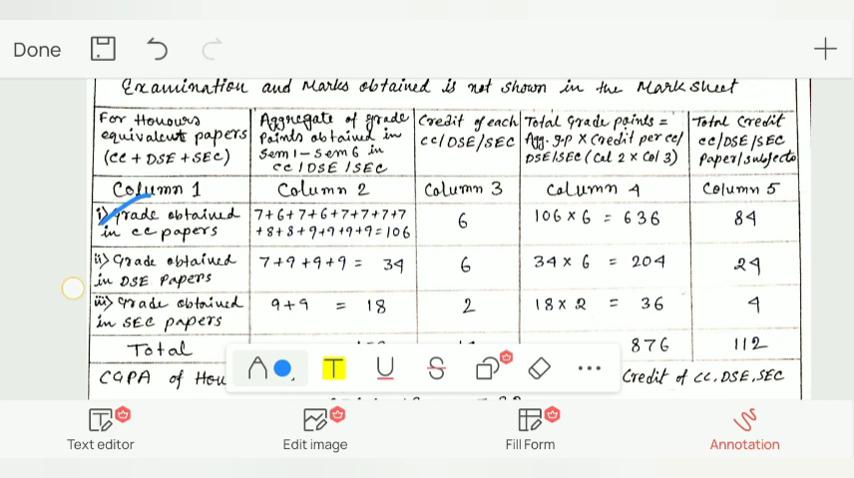 Done
Examination and Marks obtained is not shown in the Mark sheet
For Honours equivalent papers (CC + DSE + SEC)
Aggregate of grade Points obtained in Sem 1 - Sem 6 in CC / DSE / SEC
Credit of each CC/DSE/SEC
Total Grade points = Agg. g.p X Credit per CC/ DSE/SEC (Col 2 x Col 3)
Total Credit CC/DSE/SEC Paper/subjects
Column 1 Column 2 Column 3 Column 4 Column 5
i) Grade obtained in CC papers
7+6+7+6+7+7+7+7 +8+8+9+9+9+9=106
6
106 x 6 = 636
84
ii) Grade obtained in DSE Papers
7+9+9+9 = 34
6
34 x 6 = 204
24
iii) Grade obtained in SEC papers
9+9 = 18
2
18 x 2 = 36
4
Total 876 112
CGPA of Credit of CC, DSE, SEC
T U S
Text editor
Edit image
Fill Form
Annotation